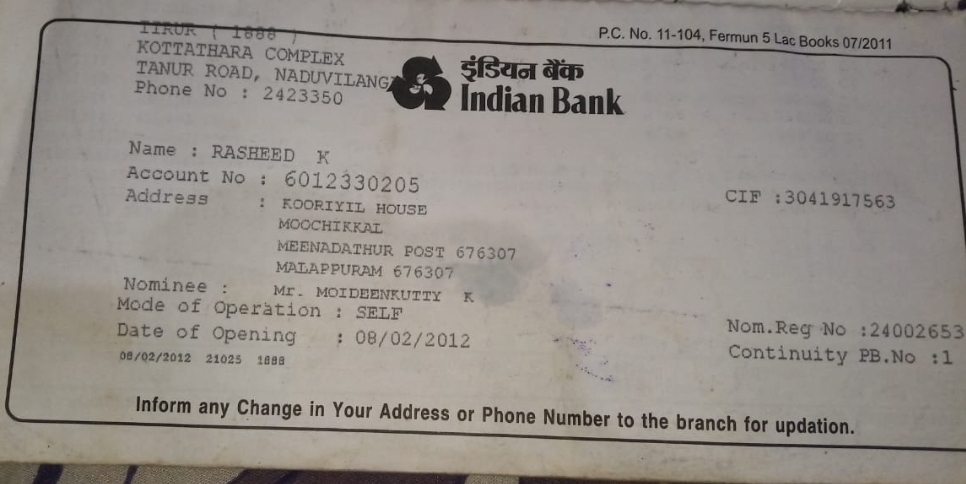 TIRUR ( 1888 )
P.C. No. 11-104, Fermun 5 Lac Books 07/2011
KOTTATHARA COMPLEX
TANUR ROAD, NADUVILANG
Phone No : 2423350
इंडियन बैंक
Indian Bank
Name : RASHEED K
Account No : 6012330205
CIF :3041917563
Address : KOORIYIL HOUSE
MOOCHIKKAL
MEENADATHUR POST 676307
MALAPPURAM 676307
Nominee : Mr. MOIDEENKUTTY K
Mode of Operation : SELF
Nom.Reg No :24002653
Date of Opening : 08/02/2012
Continuity PB.No :1
08/02/2012 21025 1888
Inform any Change in Your Address or Phone Number to the branch for updation.